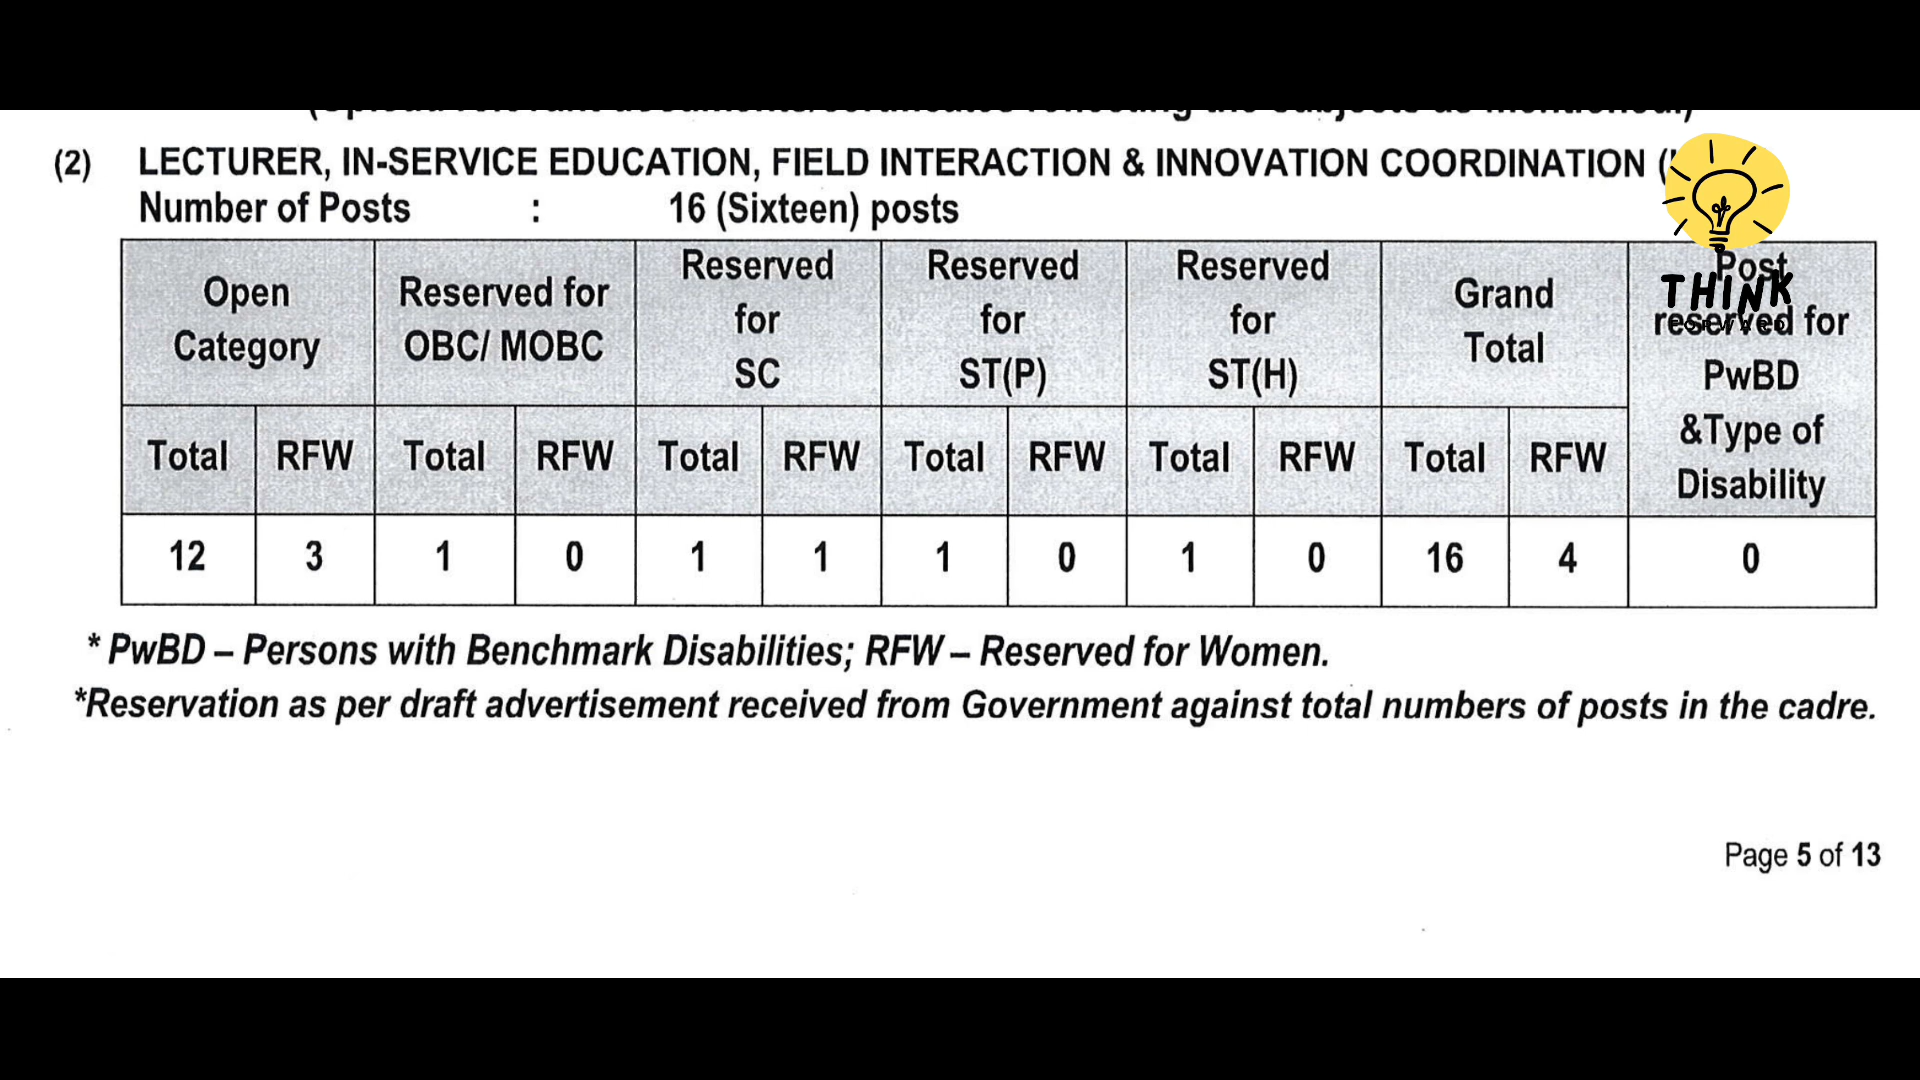 (2) LECTURER, IN-SERVICE EDUCATION, FIELD INTERACTION & INNOVATION COORDINATION (
Number of Posts : 16 (Sixteen) posts
Open Category Reserved for OBC/ MOBC Reserved for SC Reserved for ST(P) Reserved for ST(H) Grand Total Post reserved for PwBD &Type of Disability
Total RFW Total RFW Total RFW Total RFW Total RFW Total RFW
12 3 1 0 1 1 1 0 1 0 16 4 0
* PwBD – Persons with Benchmark Disabilities; RFW – Reserved for Women.
*Reservation as per draft advertisement received from Government against total numbers of posts in the cadre.
Page 5 of 13
THINK
FORWARD